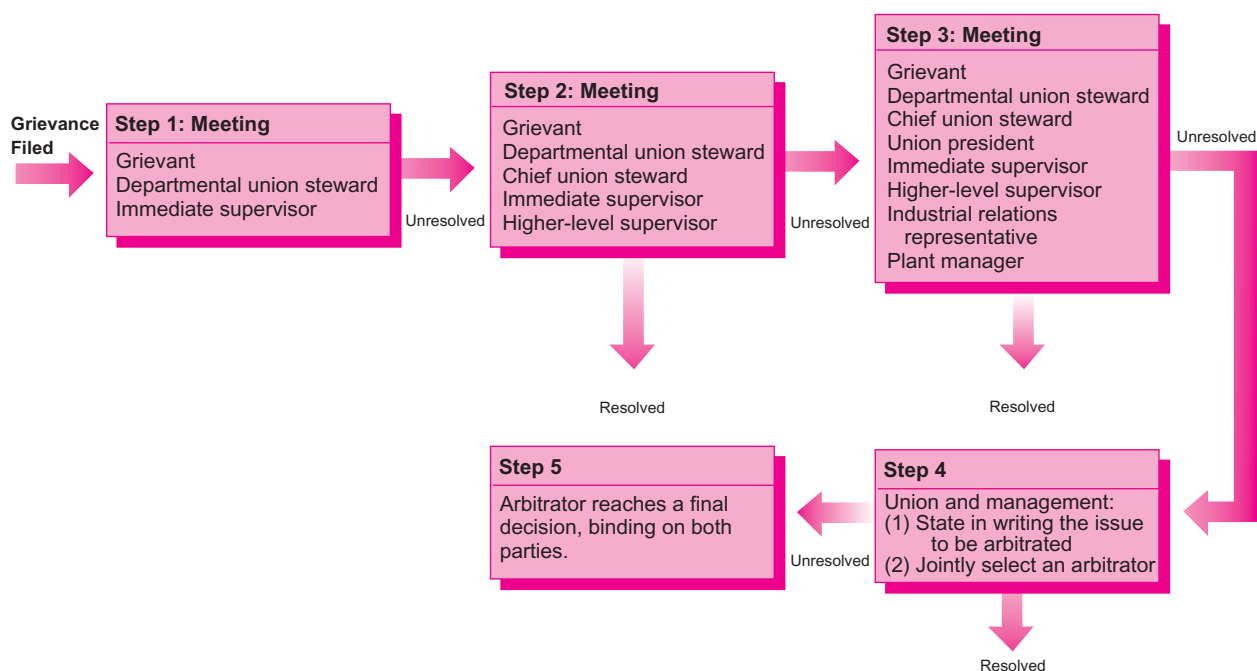 Grievance
Filed
Step 1: Meeting
Grievant
Departmental union steward
Immediate supervisor
Unresolved
Step 2: Meeting
Grievant
Departmental union steward
Chief union steward
Immediate supervisor
Higher-level supervisor
Unresolved
Resolved
Step 3: Meeting
Grievant
Departmental union steward
Chief union steward
Union president
Immediate supervisor
Higher-level supervisor
Industrial relations
representative
Plant manager
Unresolved
Resolved
Step 4
Union and management:
(1) State in writing the issue
to be arbitrated
(2) Jointly select an arbitrator
Unresolved
Resolved
Step 5
Arbitrator reaches a final
decision, binding on both
parties.